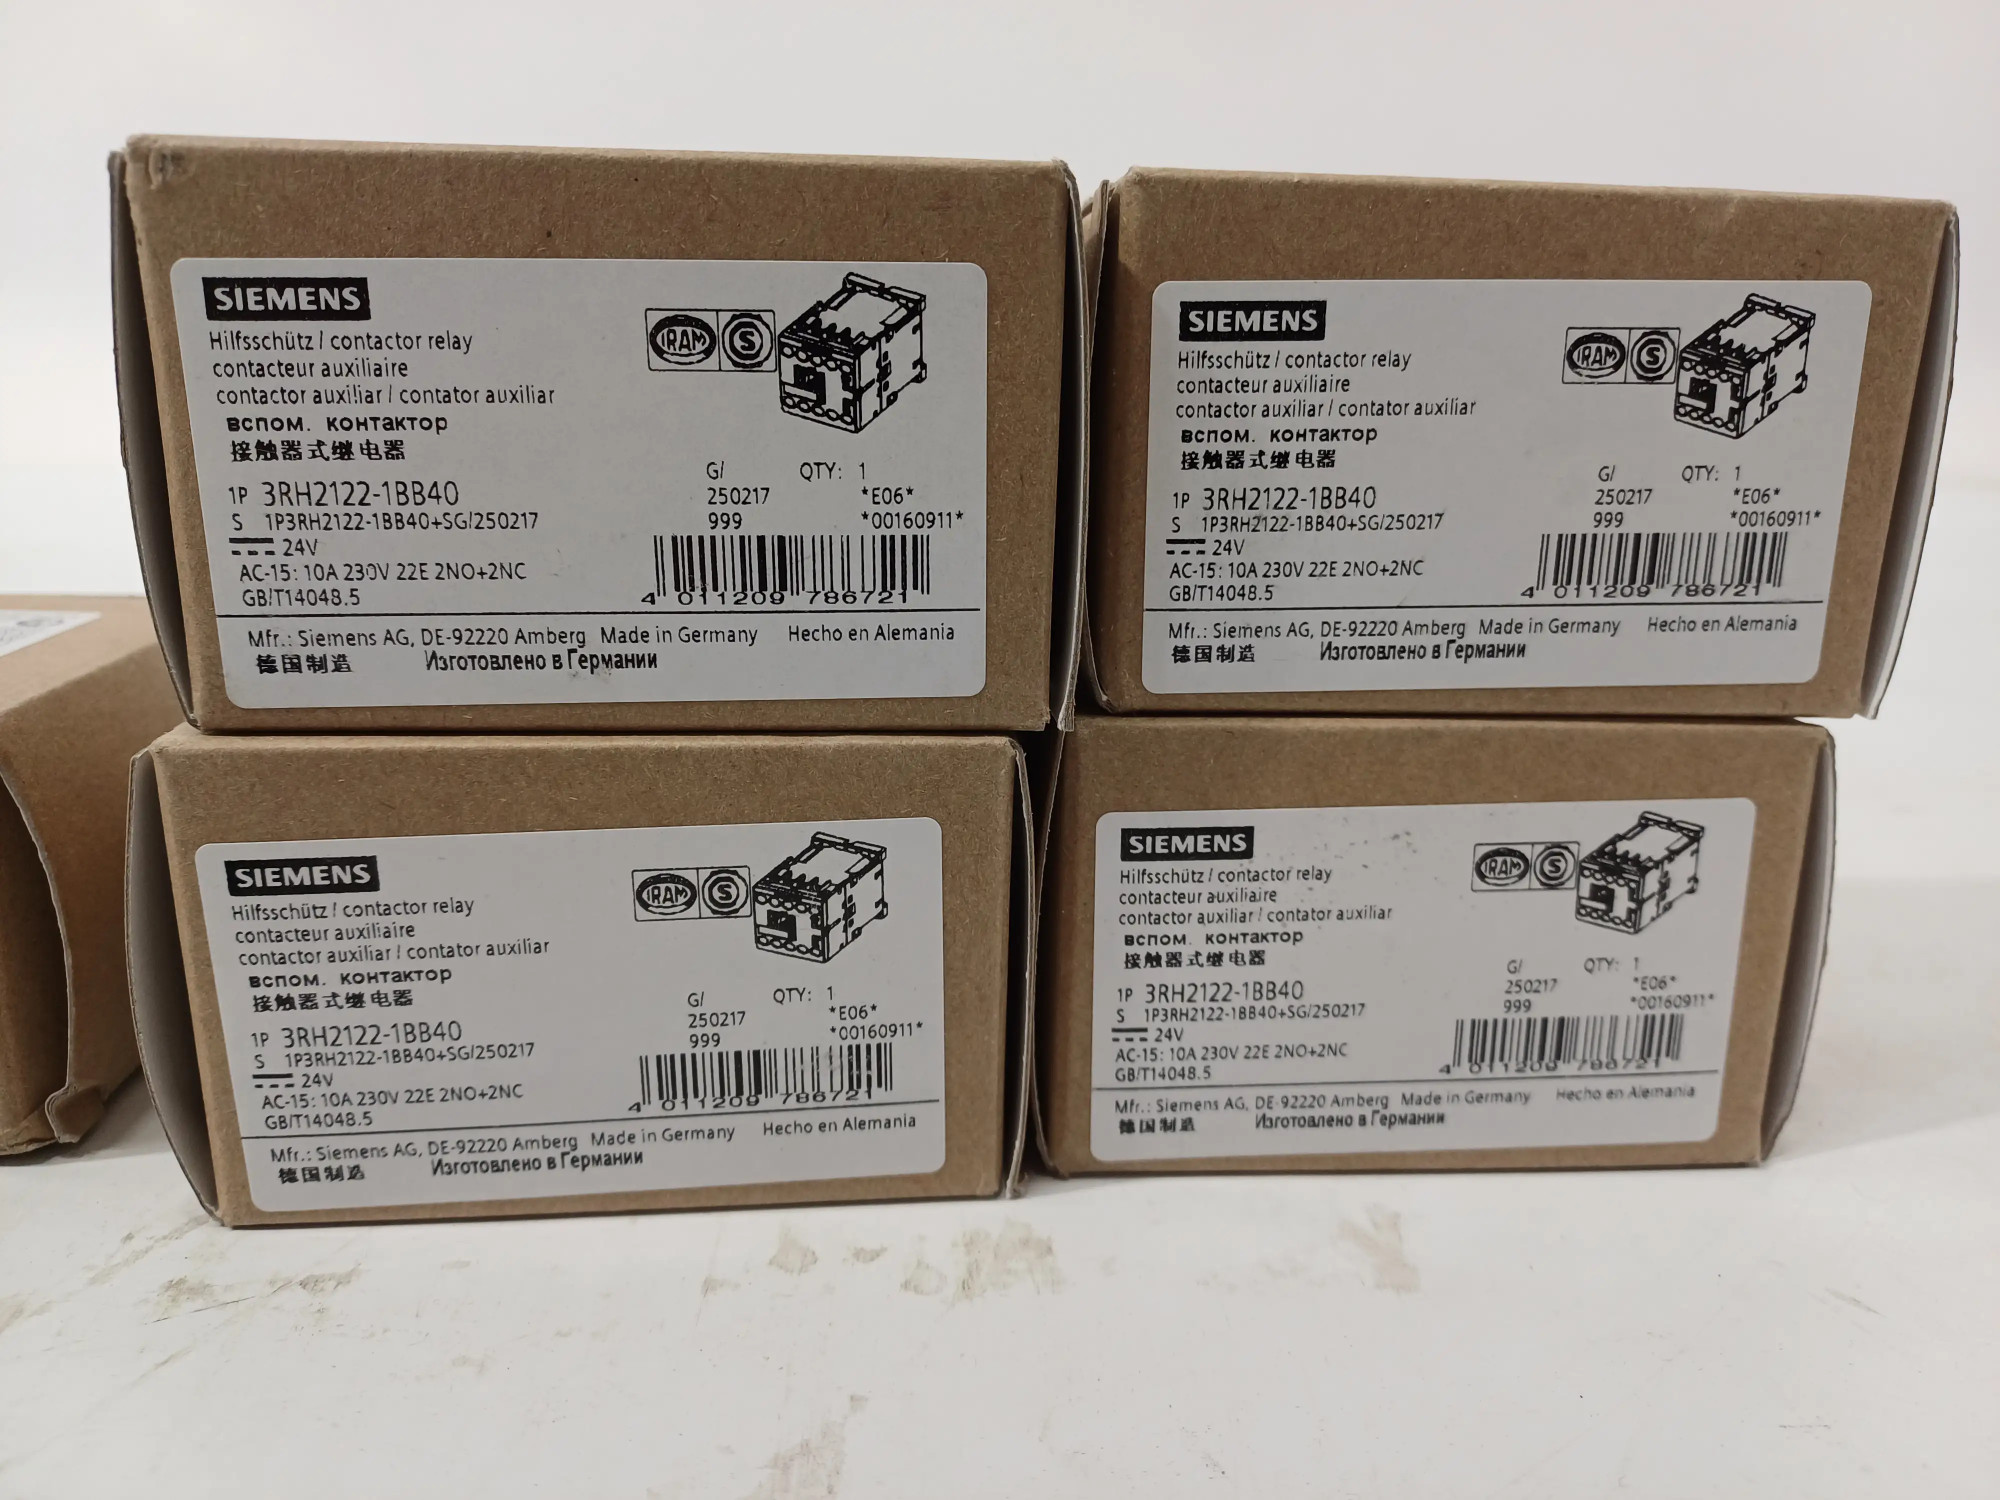 SIEMENS
IRAM S
Hilfsschütz / contactor relay
contacteur auxiliaire
contactor auxiliar / contator auxiliar
вспом. контактор
接触器式继电器
G/ QTY: 1
1P 3RH2122-1BB40 250217 *E06*
S 1P3RH2122-1BB40+SG/250217 999 *00160911*
24V
AC-15: 10A 230V 22E 2NO+2NC
GB/T14048.5 4 011209 786721
Mfr.: Siemens AG, DE-92220 Amberg Made in Germany Hecho en Alemania
德国制造 Изготовлено в Германии
SIEMENS
IRAM S
Hilfsschütz / contactor relay
contacteur auxiliaire
contactor auxiliar / contator auxiliar
вспом. контактор
接触器式继电器
G/ QTY: 1
1P 3RH2122-1BB40 250217 *E06*
S 1P3RH2122-1BB40+SG/250217 999 *00160911*
24V
AC-15: 10A 230V 22E 2NO+2NC
GB/T14048.5 4 011209 786721
Mfr.: Siemens AG, DE-92220 Amberg Made in Germany Hecho en Alemania
德国制造 Изготовлено в Германии
SIEMENS
IRAM S
Hilfsschütz / contactor relay
contacteur auxiliaire
contactor auxiliar / contator auxiliar
вспом. контактор
接触器式继电器
G/ QTY: 1
1P 3RH2122-1BB40 250217 *E06*
S 1P3RH2122-1BB40+SG/250217 999 *00160911*
24V
AC-15: 10A 230V 22E 2NO+2NC
GB/T14048.5 4 011209 786721
Mfr.: Siemens AG, DE-92220 Amberg Made in Germany Hecho en Alemania
德国制造 Изготовлено в Германии
SIEMENS
IRAM S
Hilfsschütz / contactor relay
contacteur auxiliaire
contactor auxiliar / contator auxiliar
вспом. контактор
接触器式继电器
G/ QTY: 1
1P 3RH2122-1BB40 250217 *E06*
S 1P3RH2122-1BB40+SG/250217 999 *00160911*
24V
AC-15: 10A 230V 22E 2NO+2NC
GB/T14048.5 4 011209 786721
Mfr.: Siemens AG, DE-92220 Amberg Made in Germany Hecho en Alemania
德国制造 Изготовлено в Германии